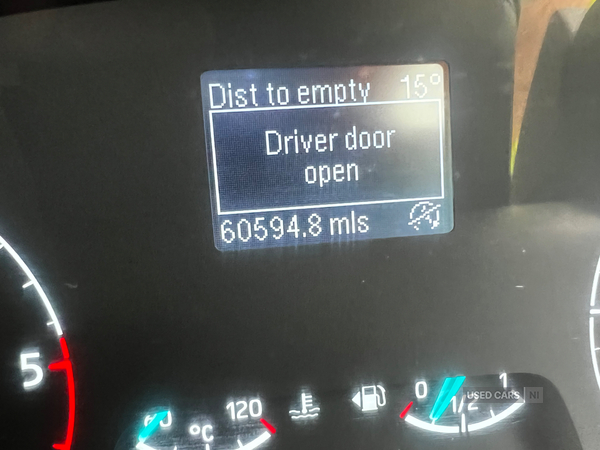 Dist to empty 15°
Driver door
open
60594.8 mls
5
60 120
°C
0 1/2 1
USED CARS NI